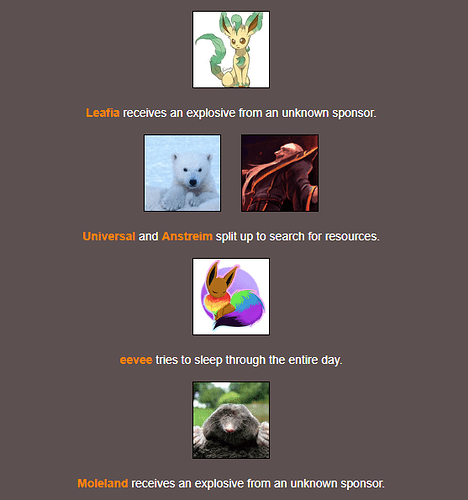 Leafia receives an explosive from an unknown sponsor.
Universal and Anstreim split up to search for resources.
eevee tries to sleep through the entire day.
Moleland receives an explosive from an unknown sponsor.